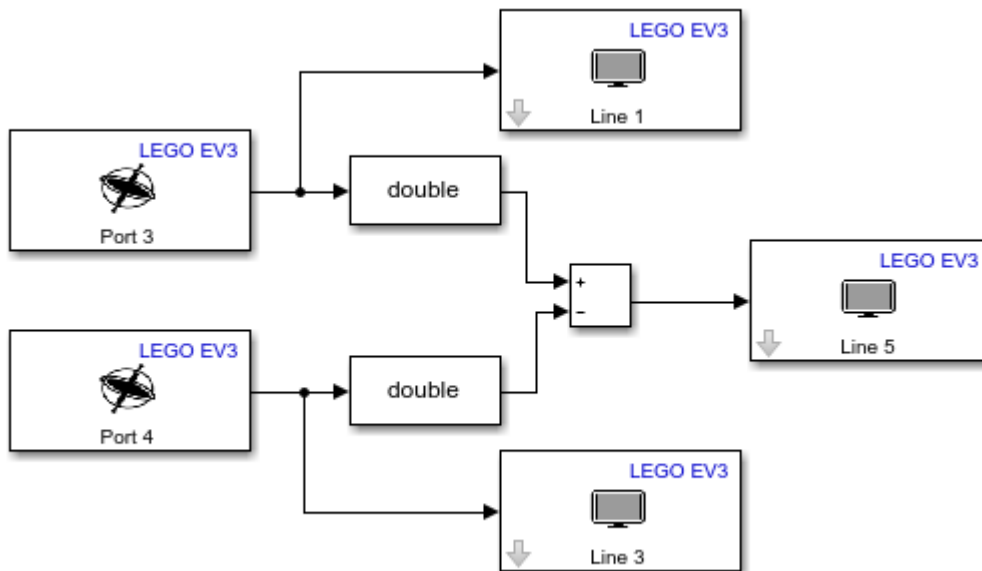 LEGO EV3
Line 1
LEGO EV3
Port 3
double
+
−
LEGO EV3
Line 5
LEGO EV3
Port 4
double
LEGO EV3
Line 3